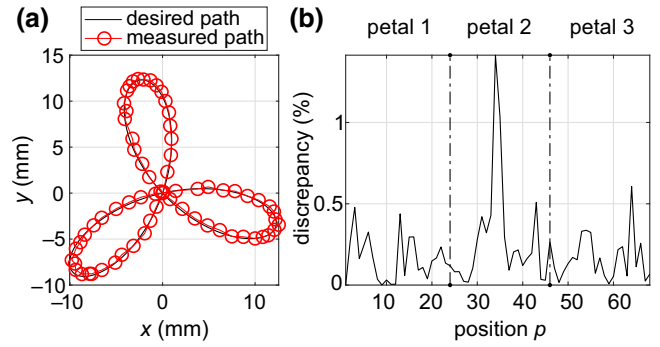 (a)
desired path
measured path
15
10
5
0
−5
−10
−10
0
10
y (mm)
x (mm)
(b)
petal 1 petal 2 petal 3
1
0.5
0
10 20 30 40 50 60
discrepancy (%)
position p